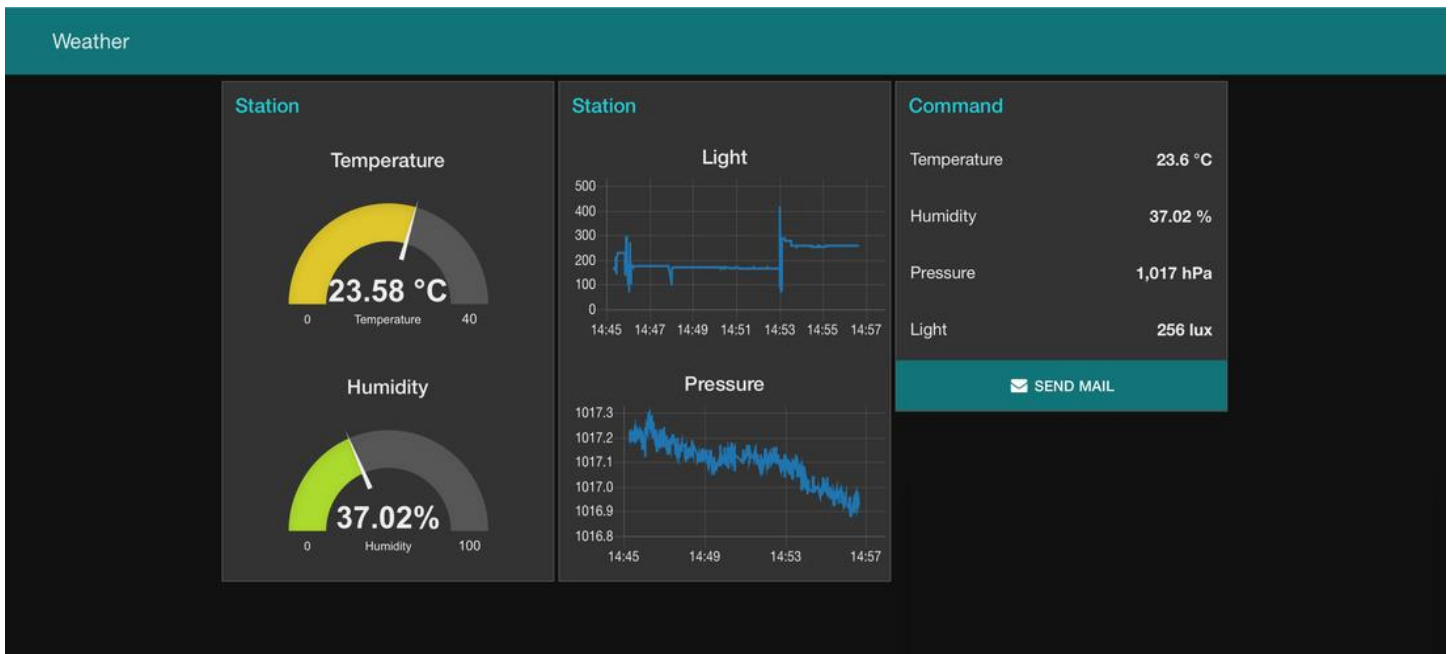 Weather
Station
Temperature
23.58 °C
0 Temperature 40
Humidity
37.02%
0 Humidity 100
Station
Light
500
400
300
200
100
0
14:45 14:47 14:49 14:51 14:53 14:55 14:57
Pressure
1017.3
1017.2
1017.1
1017.0
1016.9
1016.8
14:45 14:49 14:53 14:57
Command
Temperature 23.6 °C
Humidity 37.02 %
Pressure 1,017 hPa
Light 256 lux
SEND MAIL